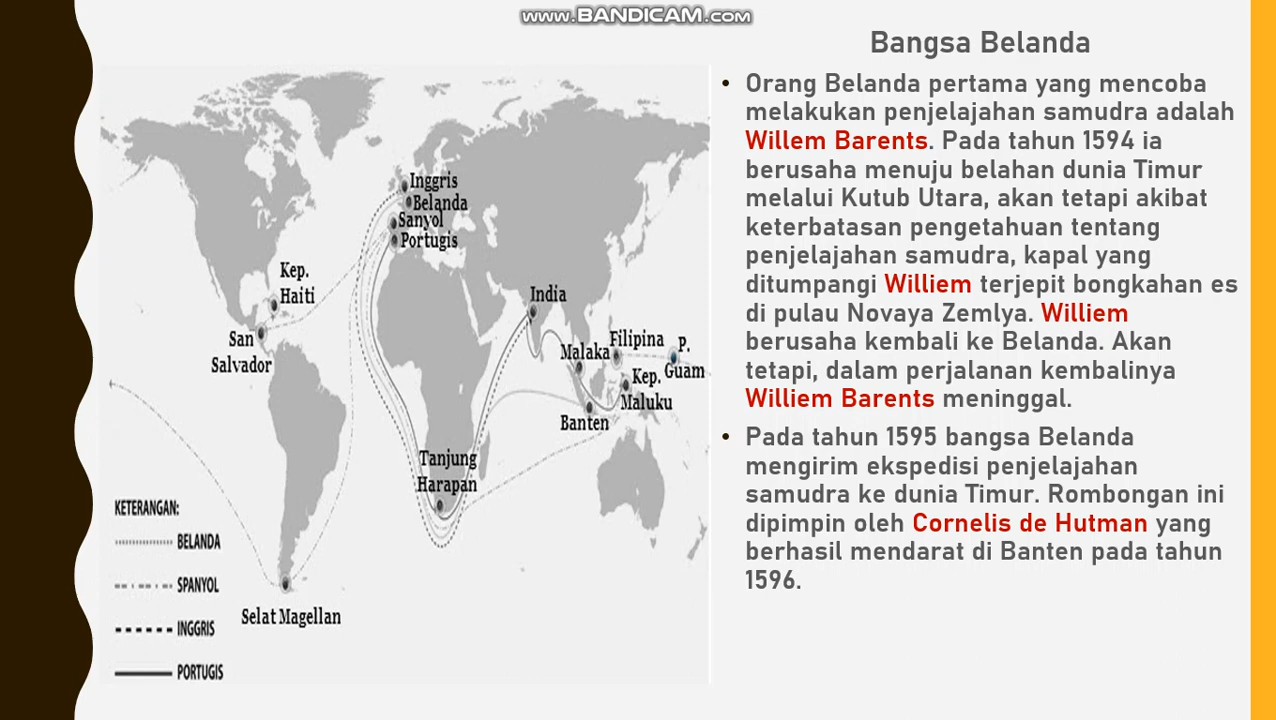 www.BANDICAM.com
Bangsa Belanda
• Orang Belanda pertama yang mencoba
melakukan penjelajahan samudra adalah
Willem Barents. Pada tahun 1594 ia
berusaha menuju belahan dunia Timur
melalui Kutub Utara, akan tetapi akibat
keterbatasan pengetahuan tentang
penjelajahan samudra, kapal yang
ditumpangi Williem terjepit bongkahan es
di pulau Novaya Zemlya. Williem
berusaha kembali ke Belanda. Akan
tetapi, dalam perjalanan kembalinya
Williem Barents meninggal.
• Pada tahun 1595 bangsa Belanda
mengirim ekspedisi penjelajahan
samudra ke dunia Timur. Rombongan ini
dipimpin oleh Cornelis de Hutman yang
berhasil mendarat di Banten pada tahun
1596.
Inggris
Belanda
Sanyol
Portugis
Kep.
Haiti
San
Salvador
India
Filipina
P.
Guam
Malaka
Kep.
Maluku
Banten
Tanjung
Harapan
Selat Magellan
KETERANGAN:
BELANDA
SPANYOL
INGGRIS
PORTUGIS